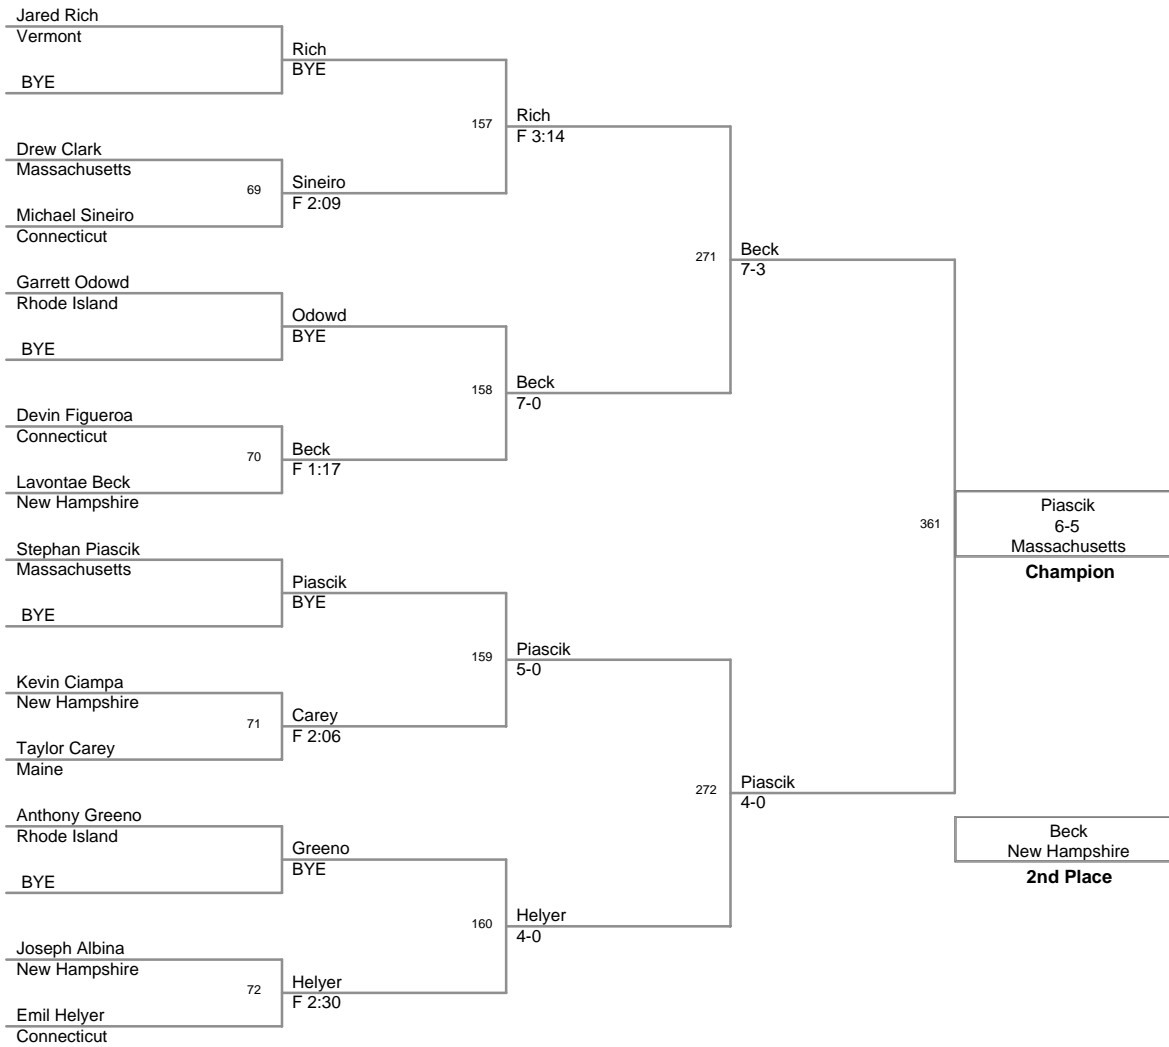 Jared Rich
Vermont
BYE
Drew Clark
Massachusetts
Michael Sineiro
Connecticut
Garrett Odowd
Rhode Island
BYE
Devin Figueroa
Connecticut
Lavontae Beck
New Hampshire
Stephan Piascik
Massachusetts
BYE
Kevin Ciampa
New Hampshire
Taylor Carey
Maine
Anthony Greeno
Rhode Island
BYE
Joseph Albina
New Hampshire
Emil Helyer
Connecticut
69
70
71
72
Rich
BYE
Sineiro
F 2:09
Odowd
BYE
Beck
F 1:17
Piascik
BYE
Carey
F 2:06
Greeno
BYE
Helyer
F 2:30
157
158
159
160
Rich
F 3:14
Beck
7-0
Piascik
5-0
Helyer
4-0
271
272
Beck
7-3
Piascik
4-0
361
Piascik
6-5
Massachusetts
Champion
Beck
New Hampshire
2nd Place